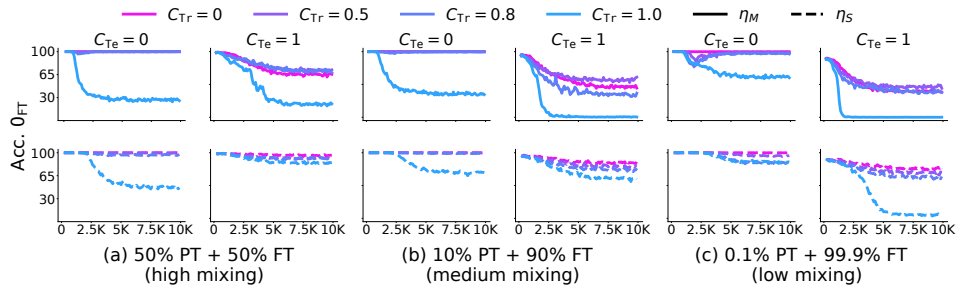 C_Tr = 0 C_Tr = 0.5 C_Tr = 0.8 C_Tr = 1.0 η_M η_S
C_Te = 0 C_Te = 1 C_Te = 0 C_Te = 1 C_Te = 0 C_Te = 1
Acc. 0_FT
100
65
30
100
65
30
0 2.5K 5K 7.5K 10K 0 2.5K 5K 7.5K 10K 0 2.5K 5K 7.5K 10K 0 2.5K 5K 7.5K 10K 0 2.5K 5K 7.5K 10K 0 2.5K 5K 7.5K 10K
(a) 50% PT + 50% FT (b) 10% PT + 90% FT (c) 0.1% PT + 99.9% FT
(high mixing) (medium mixing) (low mixing)